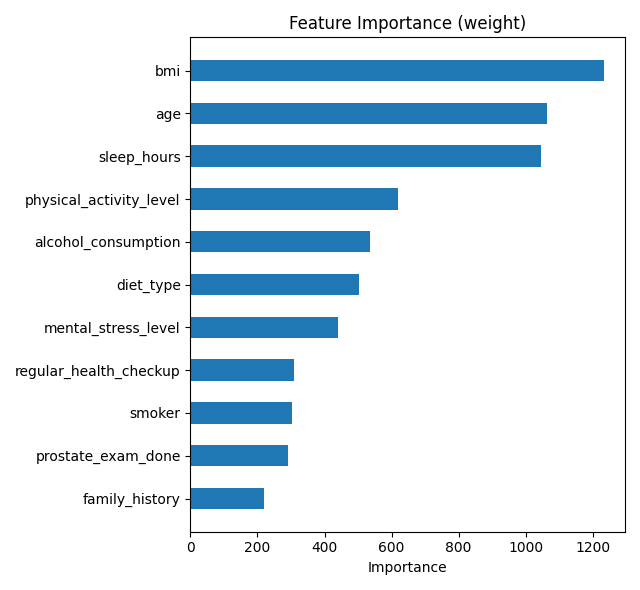 Feature Importance (weight)
bmi
age
sleep_hours
physical_activity_level
alcohol_consumption
diet_type
mental_stress_level
regular_health_checkup
smoker
prostate_exam_done
family_history
0 200 400 600 800 1000 1200
Importance